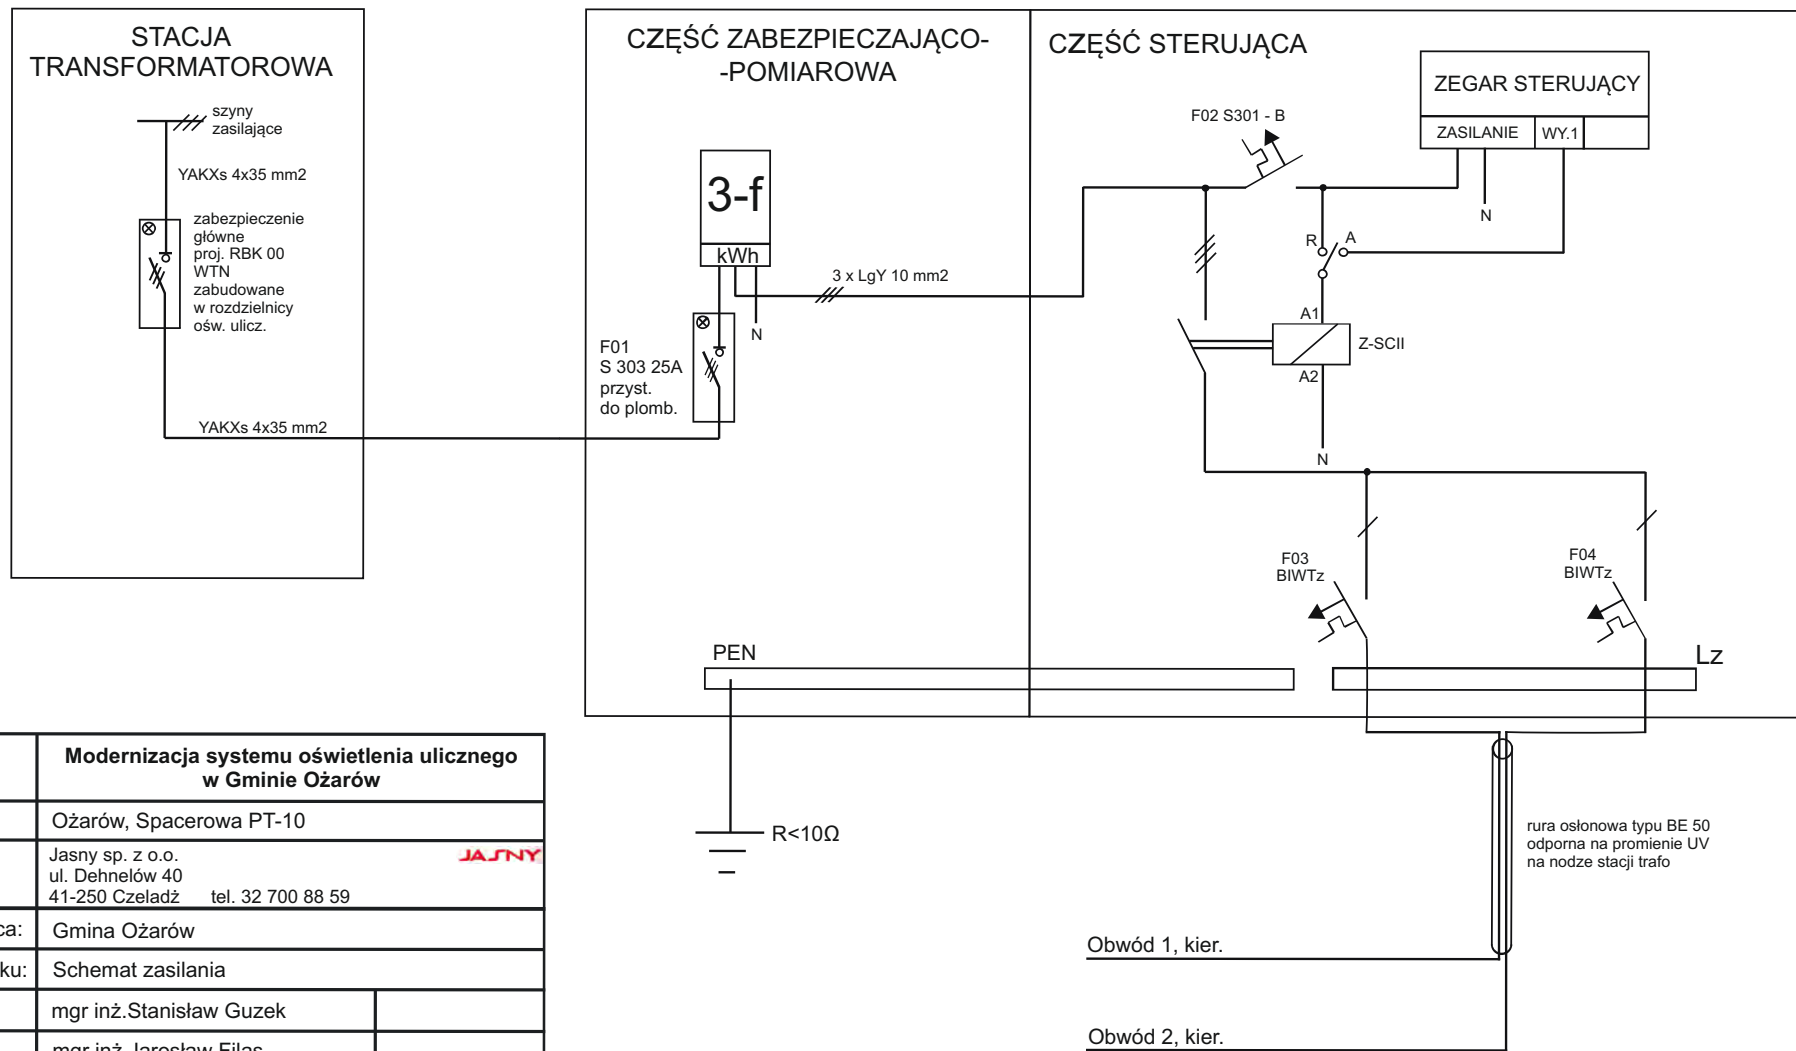 STACJA
TRANSFORMATOROWA
szyny
zasilające
YAKXs 4x35 mm2
zabezpieczenie
główne
proj. RBK 00
WTN
zabudowane
w rozdzielnicy
ośw. ulicz.
YAKXs 4x35 mm2
CZĘŚĆ ZABEZPIECZAJĄCO-
-POMIAROWA
3-f
kWh
N
F01
S 303 25A
przyst.
do plomb.
3 x LgY 10 mm2
PEN
R<10Ω
CZĘŚĆ STERUJĄCA
F02 S301 - B
ZEGAR STERUJĄCY
ZASILANIE
WY.1
N
R
A
A1
Z-SCII
A2
N
F03
BIWTz
F04
BIWTz
Lz
rura osłonowa typu BE 50
odporna na promienie UV
na nodze stacji trafo
Obwód 1, kier.
Obwód 2, kier.
Modernizacja systemu oświetlenia ulicznego
w Gminie Ożarów
Ożarów, Spacerowa PT-10
Jasny sp. z o.o.
JASNY
ul. Dehnelów 40
41-250 Czeladż tel. 32 700 88 59
ca: Gmina Ożarów
ku: Schemat zasilania
mgr inż.Stanisław Guzek
mgr inż. Jarosław Filas